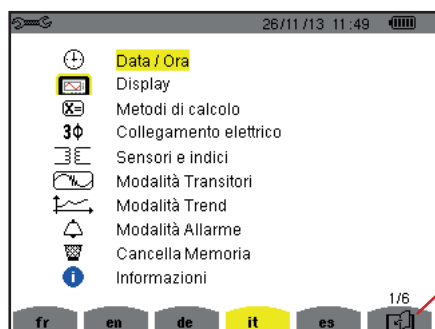 26/11/13 11:49
Data / Ora
Display
X= Metodi di calcolo
3Φ Collegamento elettrico
Sensori e indici
Modalità Transitori
Modalità Trend
Modalità Allarme
Cancella Memoria
i Informazioni
1/6
fr en de it es